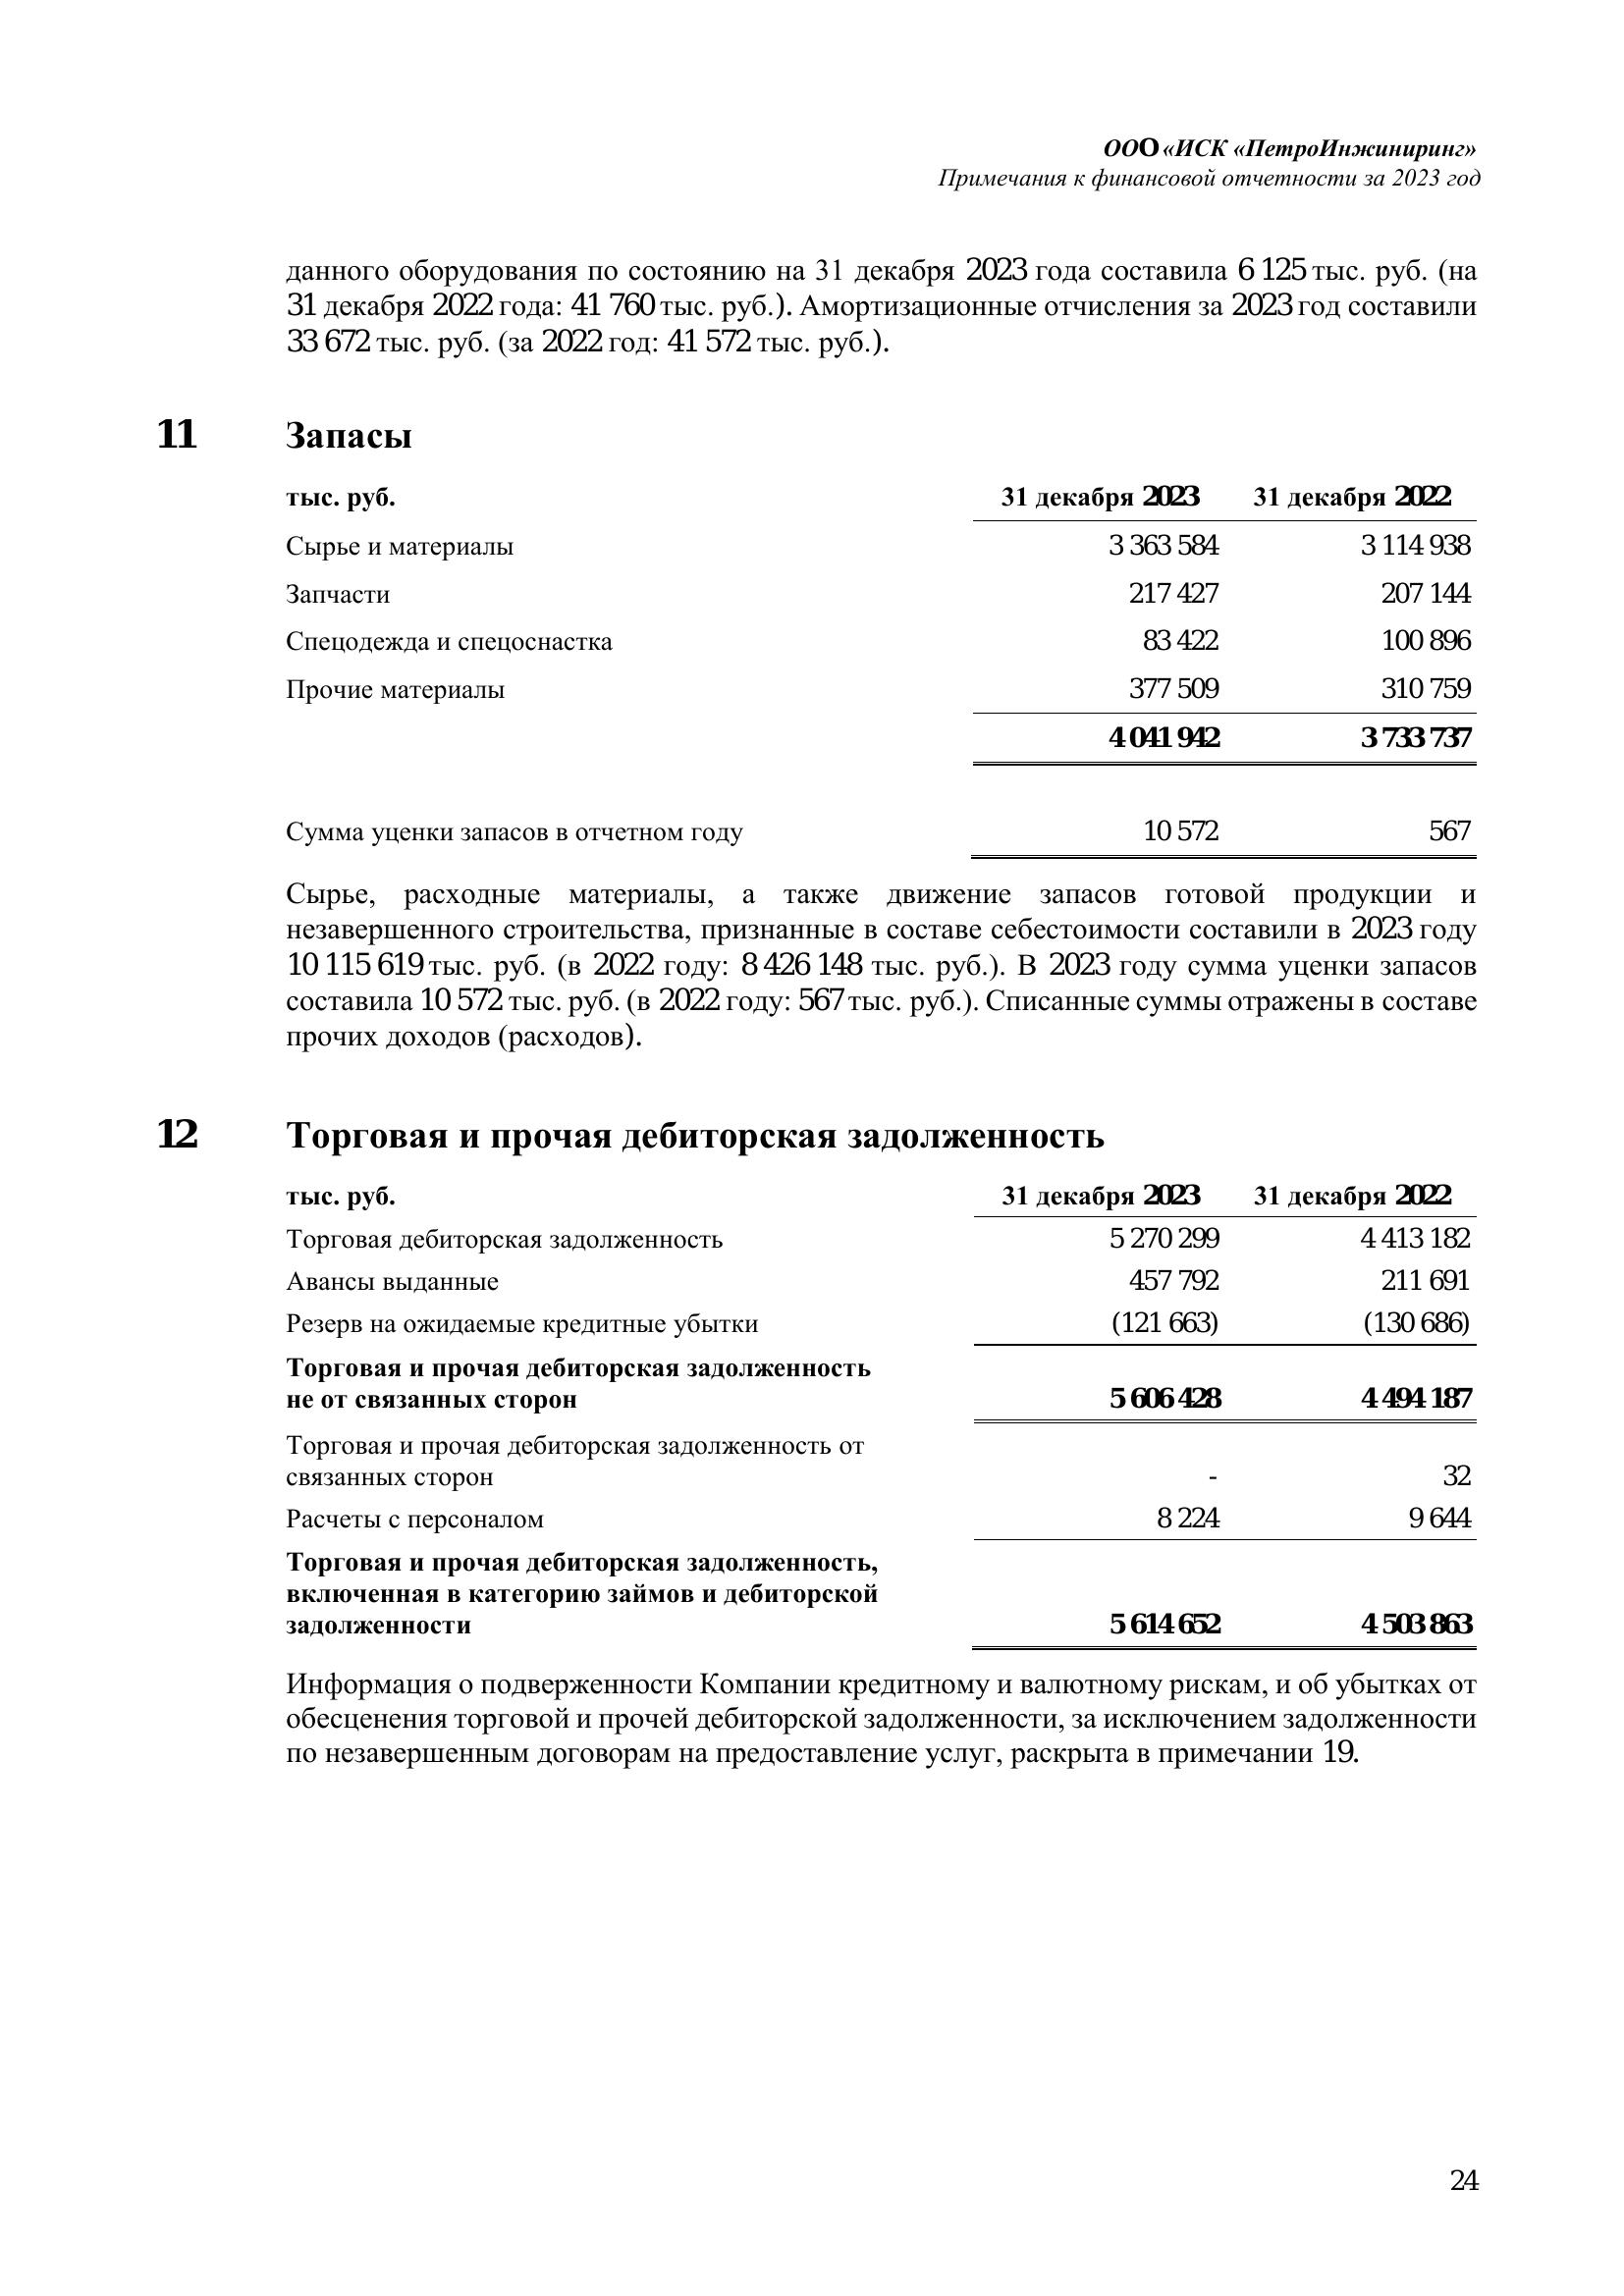 ООО «ИСК «ПетроИнжиниринг»
Примечания к финансовой отчетности за 2023 год
данного оборудования по состоянию на 31 декабря 2023 года составила 6 125 тыс. руб. (на
31 декабря 2022 года: 41 760 тыс. руб.). Амортизационные отчисления за 2023 год составили
33 672 тыс. руб. (за 2022 год: 41 572 тыс. руб.).
11 Запасы
тыс. руб. 31 декабря 2023 31 декабря 2022
Сырье и материалы 3 363 584 3 114 938
Запчасти 217 427 207 144
Спецодежда и спецоснастка 83 422 100 896
Прочие материалы 377 509 310 759
4 041 942 3 733 737
Сумма уценки запасов в отчетном году 10 572 567
Сырье, расходные материалы, а также движение запасов готовой продукции и
незавершенного строительства, признанные в составе себестоимости составили в 2023 году
10 115 619 тыс. руб. (в 2022 году: 8 426 148 тыс. руб.). В 2023 году сумма уценки запасов
составила 10 572 тыс. руб. (в 2022 году: 567 тыс. руб.). Списанные суммы отражены в составе
прочих доходов (расходов).
12 Торговая и прочая дебиторская задолженность
тыс. руб. 31 декабря 2023 31 декабря 2022
Торговая дебиторская задолженность 5 270 299 4 413 182
Авансы выданные 457 792 211 691
Резерв на ожидаемые кредитные убытки (121 663) (130 686)
Торговая и прочая дебиторская задолженность
не от связанных сторон 5 606 428 4 494 187
Торговая и прочая дебиторская задолженность от
связанных сторон - 32
Расчеты с персоналом 8 224 9 644
Торговая и прочая дебиторская задолженность,
включенная в категорию займов и дебиторской
задолженности 5 614 652 4 503 863
Информация о подверженности Компании кредитному и валютному рискам, и об убытках от
обесценения торговой и прочей дебиторской задолженности, за исключением задолженности
по незавершенным договорам на предоставление услуг, раскрыта в примечании 19.
24